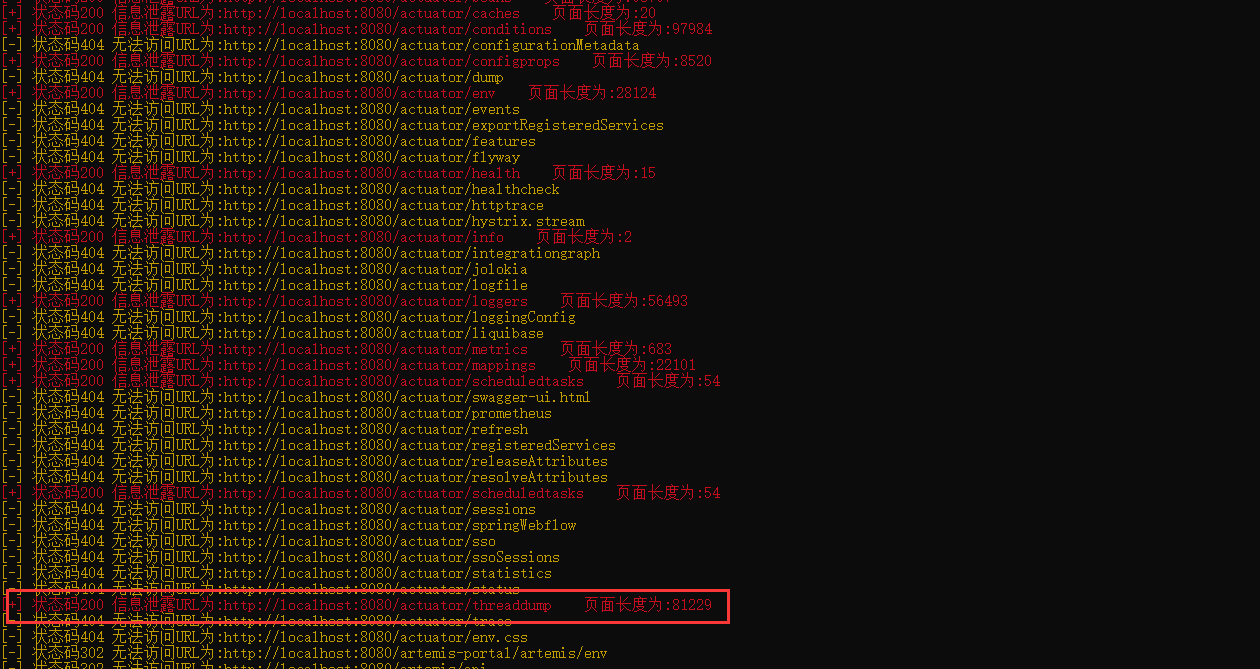 [+] 状态码200 信息泄露URL为:http://localhost:8080/actuator/caches 页面长度为:20
[+] 状态码200 信息泄露URL为:http://localhost:8080/actuator/conditions 页面长度为:97984
[-] 状态码404 无法访问URL为:http://localhost:8080/actuator/configurationMetadata
[+] 状态码200 信息泄露URL为:http://localhost:8080/actuator/configprops 页面长度为:8520
[-] 状态码404 无法访问URL为:http://localhost:8080/actuator/dump
[+] 状态码200 信息泄露URL为:http://localhost:8080/actuator/env 页面长度为:28124
[-] 状态码404 无法访问URL为:http://localhost:8080/actuator/events
[-] 状态码404 无法访问URL为:http://localhost:8080/actuator/exportRegisteredServices
[-] 状态码404 无法访问URL为:http://localhost:8080/actuator/features
[-] 状态码404 无法访问URL为:http://localhost:8080/actuator/flyway
[+] 状态码200 信息泄露URL为:http://localhost:8080/actuator/health 页面长度为:15
[-] 状态码404 无法访问URL为:http://localhost:8080/actuator/healthcheck
[-] 状态码404 无法访问URL为:http://localhost:8080/actuator/httptrace
[-] 状态码404 无法访问URL为:http://localhost:8080/actuator/hystrix.stream
[+] 状态码200 信息泄露URL为:http://localhost:8080/actuator/info 页面长度为:2
[-] 状态码404 无法访问URL为:http://localhost:8080/actuator/integrationgraph
[-] 状态码404 无法访问URL为:http://localhost:8080/actuator/jolokia
[-] 状态码404 无法访问URL为:http://localhost:8080/actuator/logfile
[+] 状态码200 信息泄露URL为:http://localhost:8080/actuator/loggers 页面长度为:56493
[-] 状态码404 无法访问URL为:http://localhost:8080/actuator/loggingConfig
[-] 状态码404 无法访问URL为:http://localhost:8080/actuator/liquibase
[+] 状态码200 信息泄露URL为:http://localhost:8080/actuator/metrics 页面长度为:683
[+] 状态码200 信息泄露URL为:http://localhost:8080/actuator/mappings 页面长度为:22101
[+] 状态码200 信息泄露URL为:http://localhost:8080/actuator/scheduledtasks 页面长度为:54
[-] 状态码404 无法访问URL为:http://localhost:8080/actuator/swagger-ui.html
[-] 状态码404 无法访问URL为:http://localhost:8080/actuator/prometheus
[-] 状态码404 无法访问URL为:http://localhost:8080/actuator/refresh
[-] 状态码404 无法访问URL为:http://localhost:8080/actuator/registeredServices
[-] 状态码404 无法访问URL为:http://localhost:8080/actuator/releaseAttributes
[-] 状态码404 无法访问URL为:http://localhost:8080/actuator/resolveAttributes
[+] 状态码200 信息泄露URL为:http://localhost:8080/actuator/scheduledtasks 页面长度为:54
[-] 状态码404 无法访问URL为:http://localhost:8080/actuator/sessions
[-] 状态码404 无法访问URL为:http://localhost:8080/actuator/springWebflow
[-] 状态码404 无法访问URL为:http://localhost:8080/actuator/sso
[-] 状态码404 无法访问URL为:http://localhost:8080/actuator/ssoSessions
[-] 状态码404 无法访问URL为:http://localhost:8080/actuator/statistics
[-] 状态码404 无法访问URL为:http://localhost:8080/actuator/status
[+] 状态码200 信息泄露URL为:http://localhost:8080/actuator/threaddump 页面长度为:81229
[-] 状态码404 无法访问URL为:http://localhost:8080/actuator/trace
[-] 状态码404 无法访问URL为:http://localhost:8080/actuator/env.css
[-] 状态码302 无法访问URL为:http://localhost:8080/artemis-portal/artemis/env
[-] 状态码302 无法访问URL为:http://localhost:8080/artemis/api